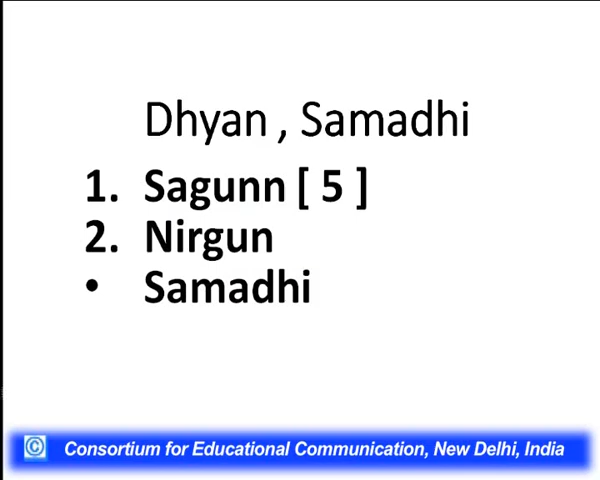 Dhyan , Samadhi
1. Sagunn [ 5 ]
2. Nirgun
• Samadhi
© Consortium for Educational Communication, New Delhi, India